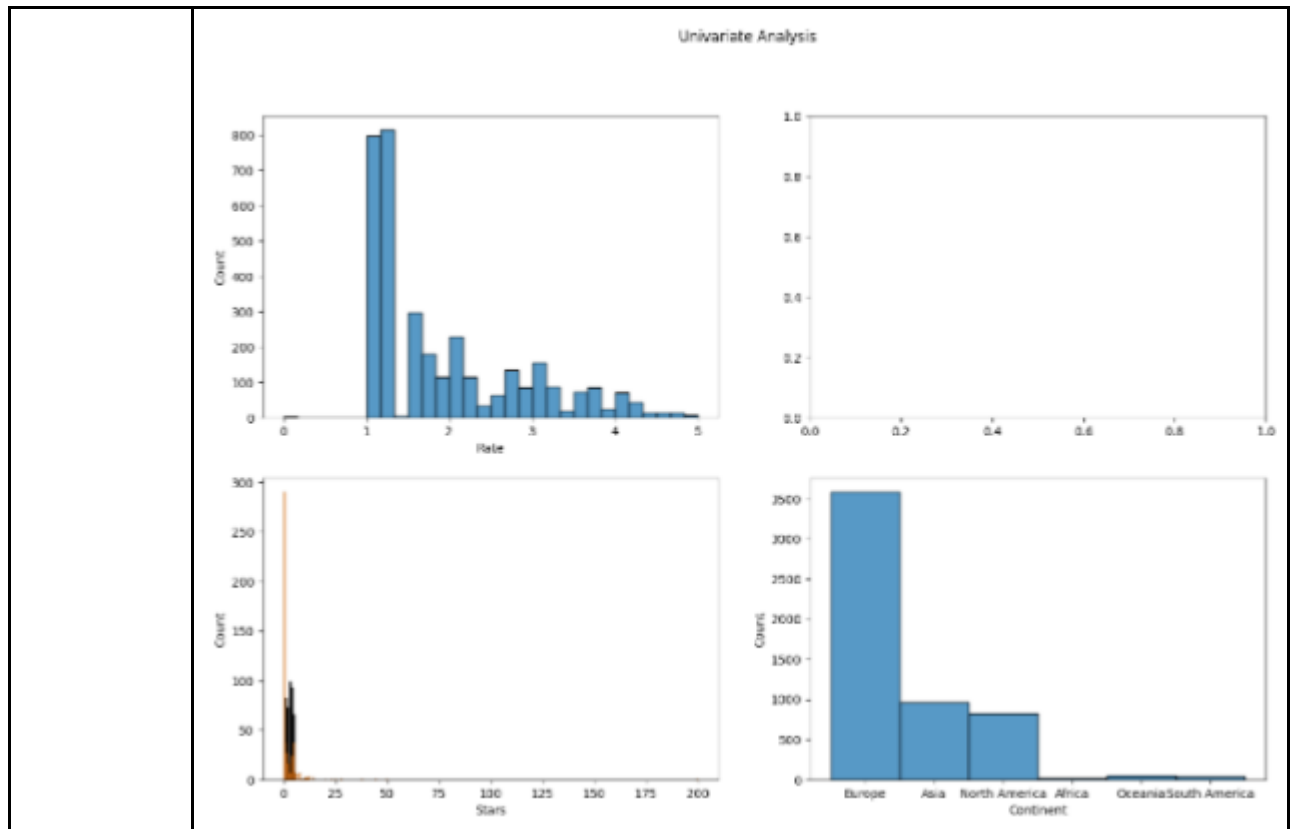 Univariate Analysis
800
700
600
500
400
300
200
100
0
Count
0 1 2 3 4 5
Rate
1.0
0.8
0.6
0.4
0.2
0.0
0.0 0.2 0.4 0.6 0.8 1.0
300
250
200
150
100
50
0
Count
0 25 50 75 100 125 150 175 200
Stars
3500
3000
2500
2000
1500
1000
500
0
Count
Europe Asia North America Africa Oceania South America
Continent